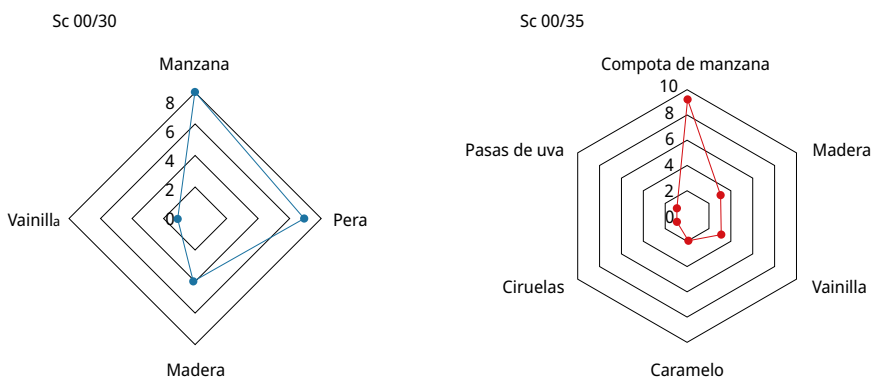 Sc 00/30
Manzana
8
6
4
2
0
Vainilla
Pera
Madera
Sc 00/35
Compota de manzana
10
8
6
4
2
0
Pasas de uva
Madera
Ciruelas
Vainilla
Caramelo